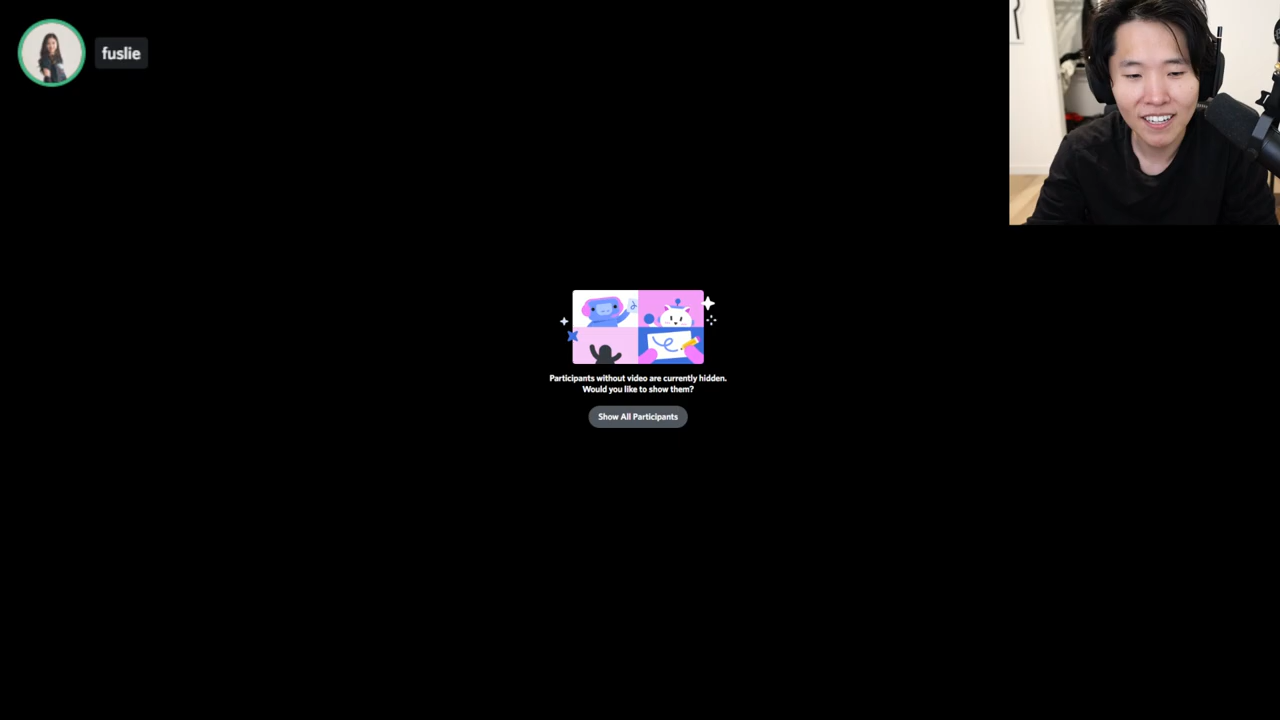 fuslie
Participants without video are currently hidden.
Would you like to show them?
Show All Participants